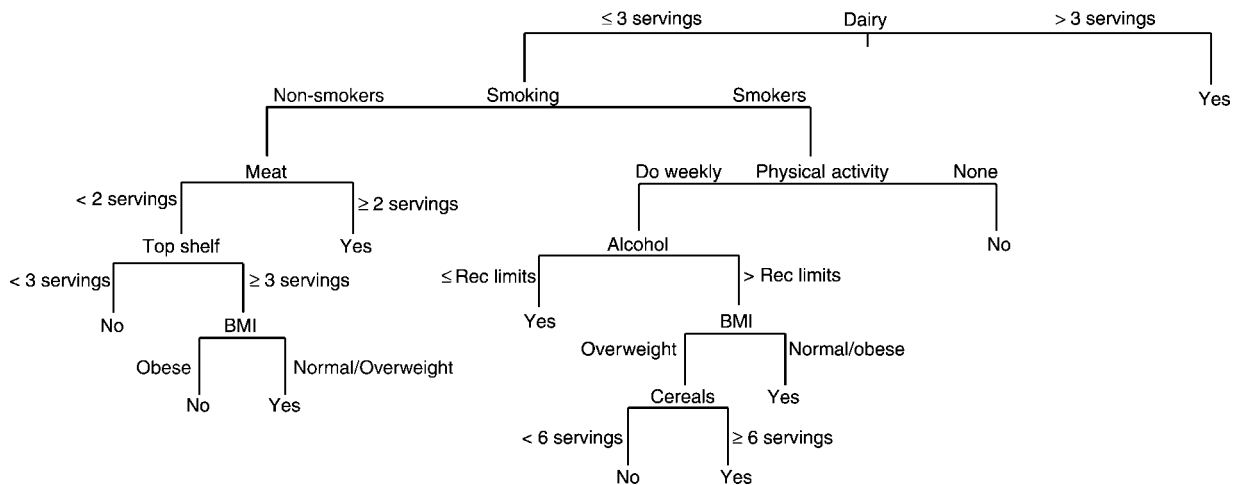 ≤ 3 servings Dairy > 3 servings
Non-smokers Smoking Smokers Yes
Meat Do weekly Physical activity None
< 2 servings ≥ 2 servings
Top shelf Yes Alcohol No
< 3 servings ≥ 3 servings ≤ Rec limits > Rec limits
No BMI Yes BMI
Obese Normal/Overweight Overweight Normal/obese
No Yes Cereals Yes
< 6 servings ≥ 6 servings
No Yes